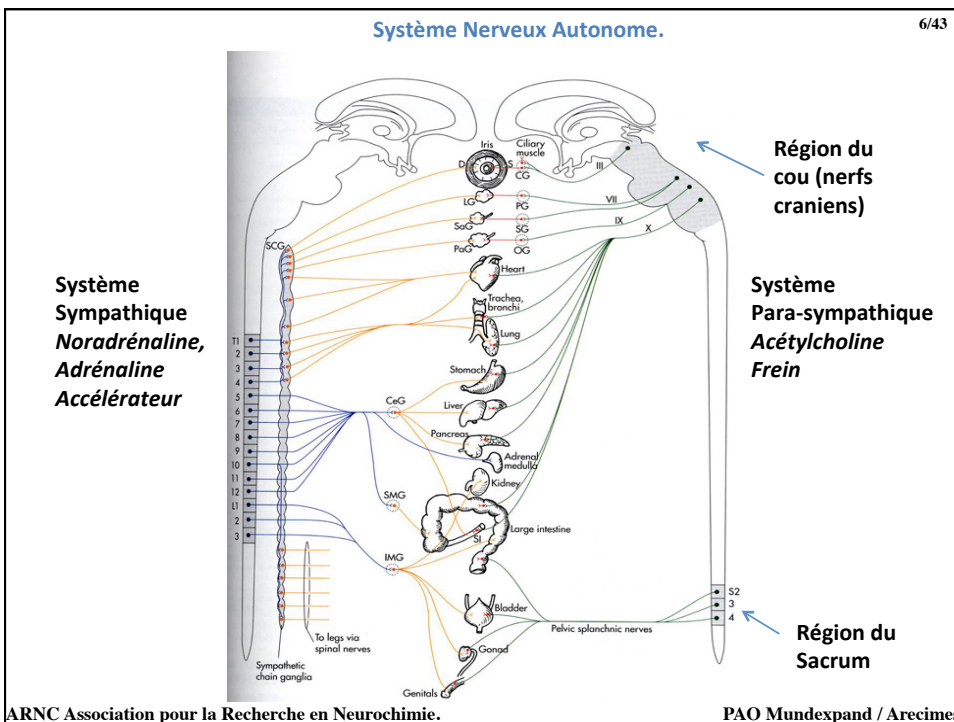 Système Nerveux Autonome.
6/43
Région du
cou (nerfs
craniens)
Système
Sympathique
Noradrénaline,
Adrénaline
Accélérateur
Système
Para-sympathique
Acétylcholine
Frein
Région du
Sacrum
Iris
Ciliary
muscle
D
S
CG
III
LG
PG
VII
SaG
SG
IX
PaG
OG
X
SCG
Heart
Trachea,
bronchi
Lung
T1
2
3
4
5
6
7
8
9
10
11
12
L1
2
3
Stomach
CeG
Liver
Pancreas
Adrenal
medulla
Kidney
SMG
Large intestine
SI
IMG
Bladder
Pelvic splanchnic nerves
S2
3
4
Gonad
Genitals
To legs via
spinal nerves
Sympathetic
chain ganglia
ARNC Association pour la Recherche en Neurochimie.
PAO Mundexpand / Arecimes